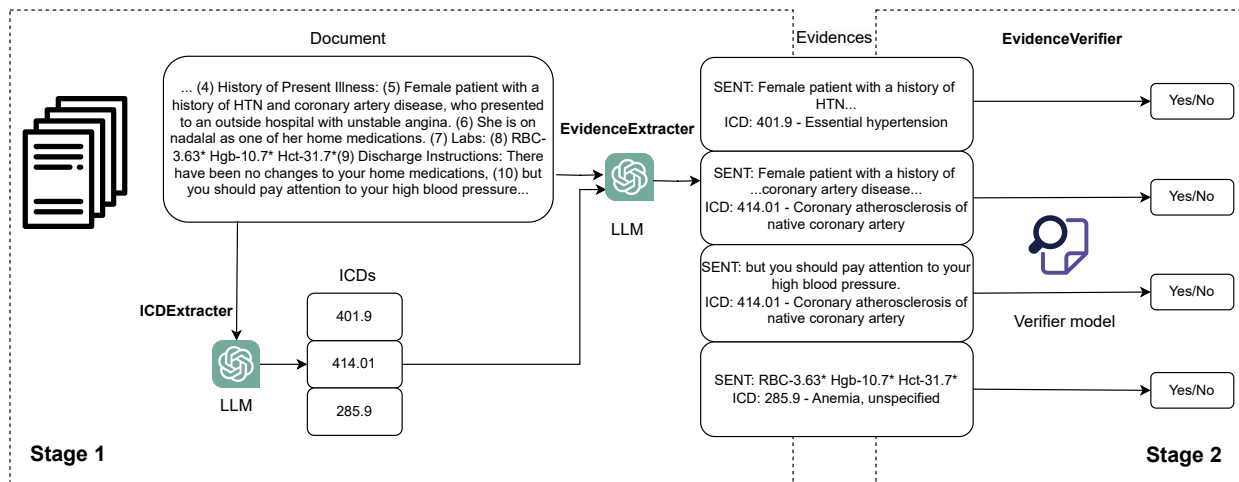 Document
Evidences
EvidenceVerifier
... (4) History of Present Illness: (5) Female patient with a
history of HTN and coronary artery disease, who presented
to an outside hospital with unstable angina. (6) She is on
nadalal as one of her home medications. (7) Labs: (8) RBC-
3.63* Hgb-10.7* Hct-31.7*(9) Discharge Instructions: There
have been no changes to your home medications, (10) but
you should pay attention to your high blood pressure...
EvidenceExtracter
LLM
ICDExtracter
LLM
ICDs
401.9
414.01
285.9
SENT: Female patient with a history of
HTN...
ICD: 401.9 - Essential hypertension
Yes/No
SENT: Female patient with a history of
...coronary artery disease...
ICD: 414.01 - Coronary atherosclerosis of
native coronary artery
Yes/No
SENT: but you should pay attention to your
high blood pressure.
ICD: 414.01 - Coronary atherosclerosis of
native coronary artery
Yes/No
Verifier model
SENT: RBC-3.63* Hgb-10.7* Hct-31.7*
ICD: 285.9 - Anemia, unspecified
Yes/No
Stage 1
Stage 2